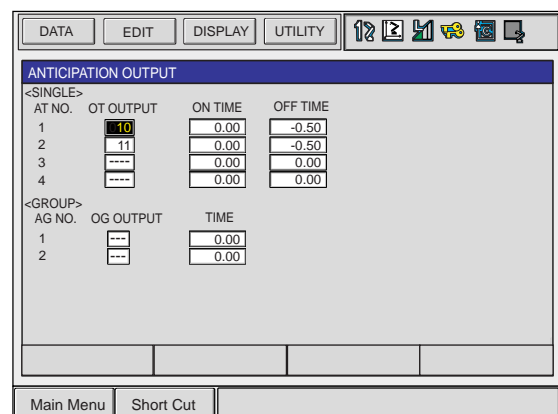 DATA EDIT DISPLAY UTILITY
ANTICIPATION OUTPUT
<SINGLE>
AT NO. OT OUTPUT ON TIME OFF TIME
1 010 0.00 -0.50
2 11 0.00 -0.50
3 ---- 0.00 0.00
4 ---- 0.00 0.00
<GROUP>
AG NO. OG OUTPUT TIME
1 --- 0.00
2 --- 0.00
Main Menu Short Cut